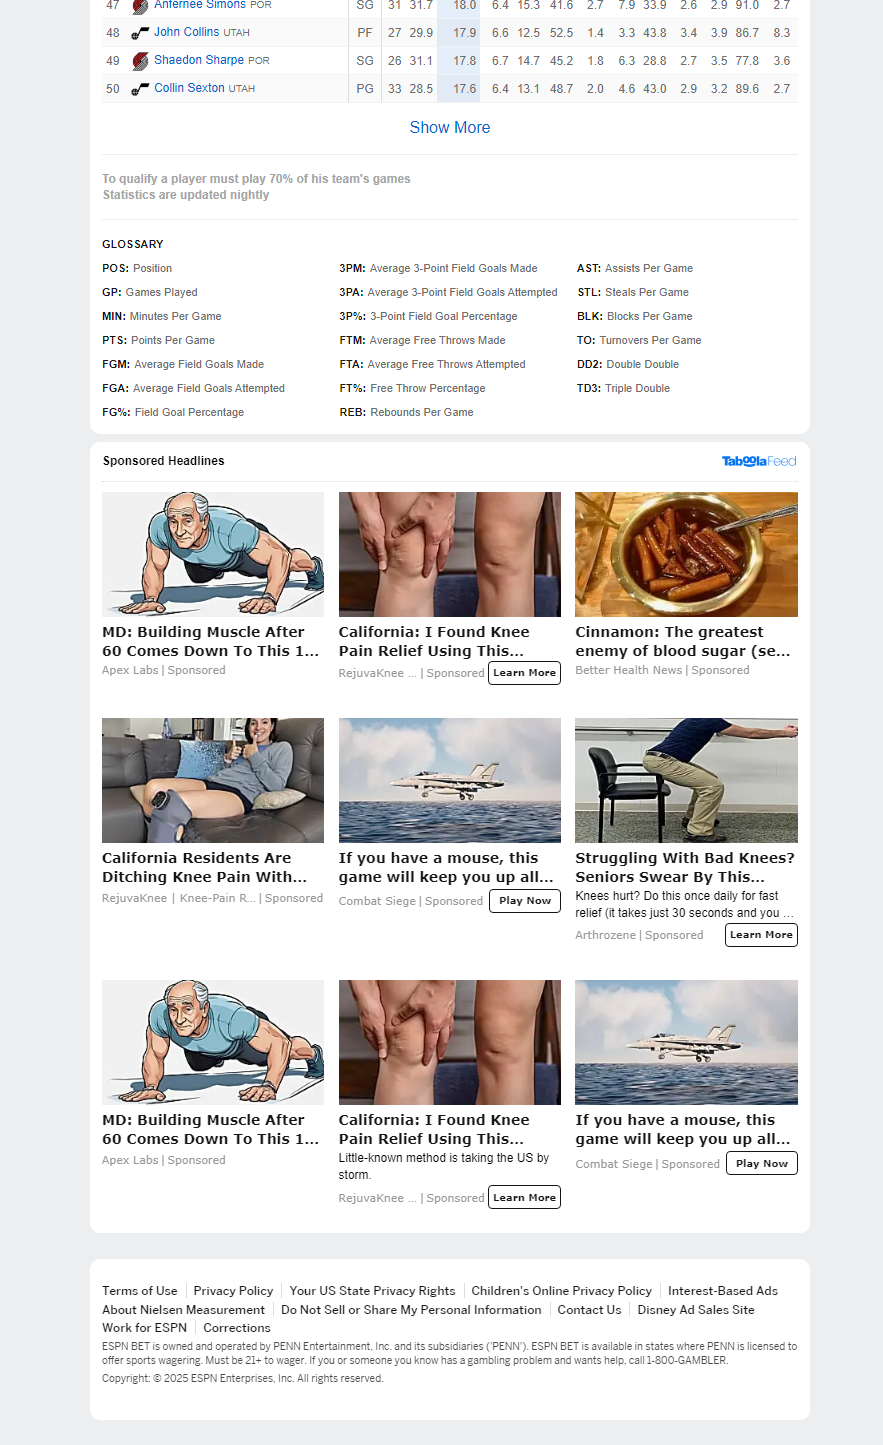 47 Anfernee Simons POR SG 31 31.7 18.0 6.4 15.3 41.6 2.7 7.9 33.9 2.6 2.9 91.0 2.7
48 John Collins UTAH PF 27 29.9 17.9 6.6 12.5 52.5 1.4 3.3 43.8 3.4 3.9 86.7 8.3
49 Shaedon Sharpe POR SG 26 31.1 17.8 6.7 14.7 45.2 1.8 6.3 28.8 2.7 3.5 77.8 3.6
50 Collin Sexton UTAH PG 33 28.5 17.6 6.4 13.1 48.7 2.0 4.6 43.0 2.9 3.2 89.6 2.7
Show More
To qualify a player must play 70% of his team's games
Statistics are updated nightly
GLOSSARY
POS: Position 3PM: Average 3-Point Field Goals Made AST: Assists Per Game
GP: Games Played 3PA: Average 3-Point Field Goals Attempted STL: Steals Per Game
MIN: Minutes Per Game 3P%: 3-Point Field Goal Percentage BLK: Blocks Per Game
PTS: Points Per Game FTM: Average Free Throws Made TO: Turnovers Per Game
FGM: Average Field Goals Made FTA: Average Free Throws Attempted DD2: Double Double
FGA: Average Field Goals Attempted FT%: Free Throw Percentage TD3: Triple Double
FG%: Field Goal Percentage REB: Rebounds Per Game
Sponsored Headlines Taboola Feed
MD: Building Muscle After
60 Comes Down To This 1...
Apex Labs | Sponsored
California: I Found Knee
Pain Relief Using This...
RejuvaKnee ... | Sponsored Learn More
Cinnamon: The greatest
enemy of blood sugar (se...
Better Health News | Sponsored
California Residents Are
Ditching Knee Pain With...
RejuvaKnee | Knee-Pain R... | Sponsored
If you have a mouse, this
game will keep you up all...
Combat Siege | Sponsored Play Now
Struggling With Bad Knees?
Seniors Swear By This...
Knees hurt? Do this once daily for fast
relief (it takes just 30 seconds and you ...
Arthrozene | Sponsored Learn More
MD: Building Muscle After
60 Comes Down To This 1...
Apex Labs | Sponsored
California: I Found Knee
Pain Relief Using This...
Little-known method is taking the US by
storm.
RejuvaKnee ... | Sponsored Learn More
If you have a mouse, this
game will keep you up all...
Combat Siege | Sponsored Play Now
Terms of Use Privacy Policy Your US State Privacy Rights Children's Online Privacy Policy Interest-Based Ads
About Nielsen Measurement Do Not Sell or Share My Personal Information Contact Us Disney Ad Sales Site
Work for ESPN Corrections
ESPN BET is owned and operated by PENN Entertainment, Inc. and its subsidiaries ('PENN'). ESPN BET is available in states where PENN is licensed to
offer sports wagering. Must be 21+ to wager. If you or someone you know has a gambling problem and wants help, call 1-800-GAMBLER.
Copyright: © 2025 ESPN Enterprises, Inc. All rights reserved.